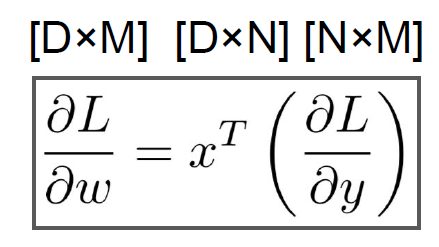 [D×M] [D×N] [N×M]
∂L/∂w = x^T (∂L/∂y)